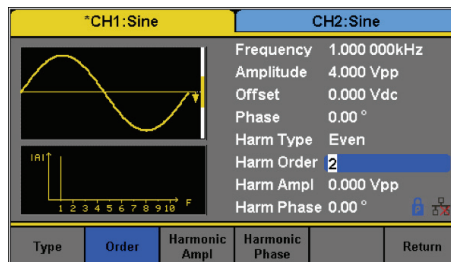 *CH1:Sine
CH2:Sine
Frequency 1.000 000kHz
Amplitude 4.000 Vpp
Offset 0.000 Vdc
Phase 0.00 °
Harm Type Even
Harm Order 2
Harm Ampl 0.000 Vpp
Harm Phase 0.00 °
|A|
1 2 3 4 5 6 7 8 9 10 F
Type
Order
Harmonic
Ampl
Harmonic
Phase
Return